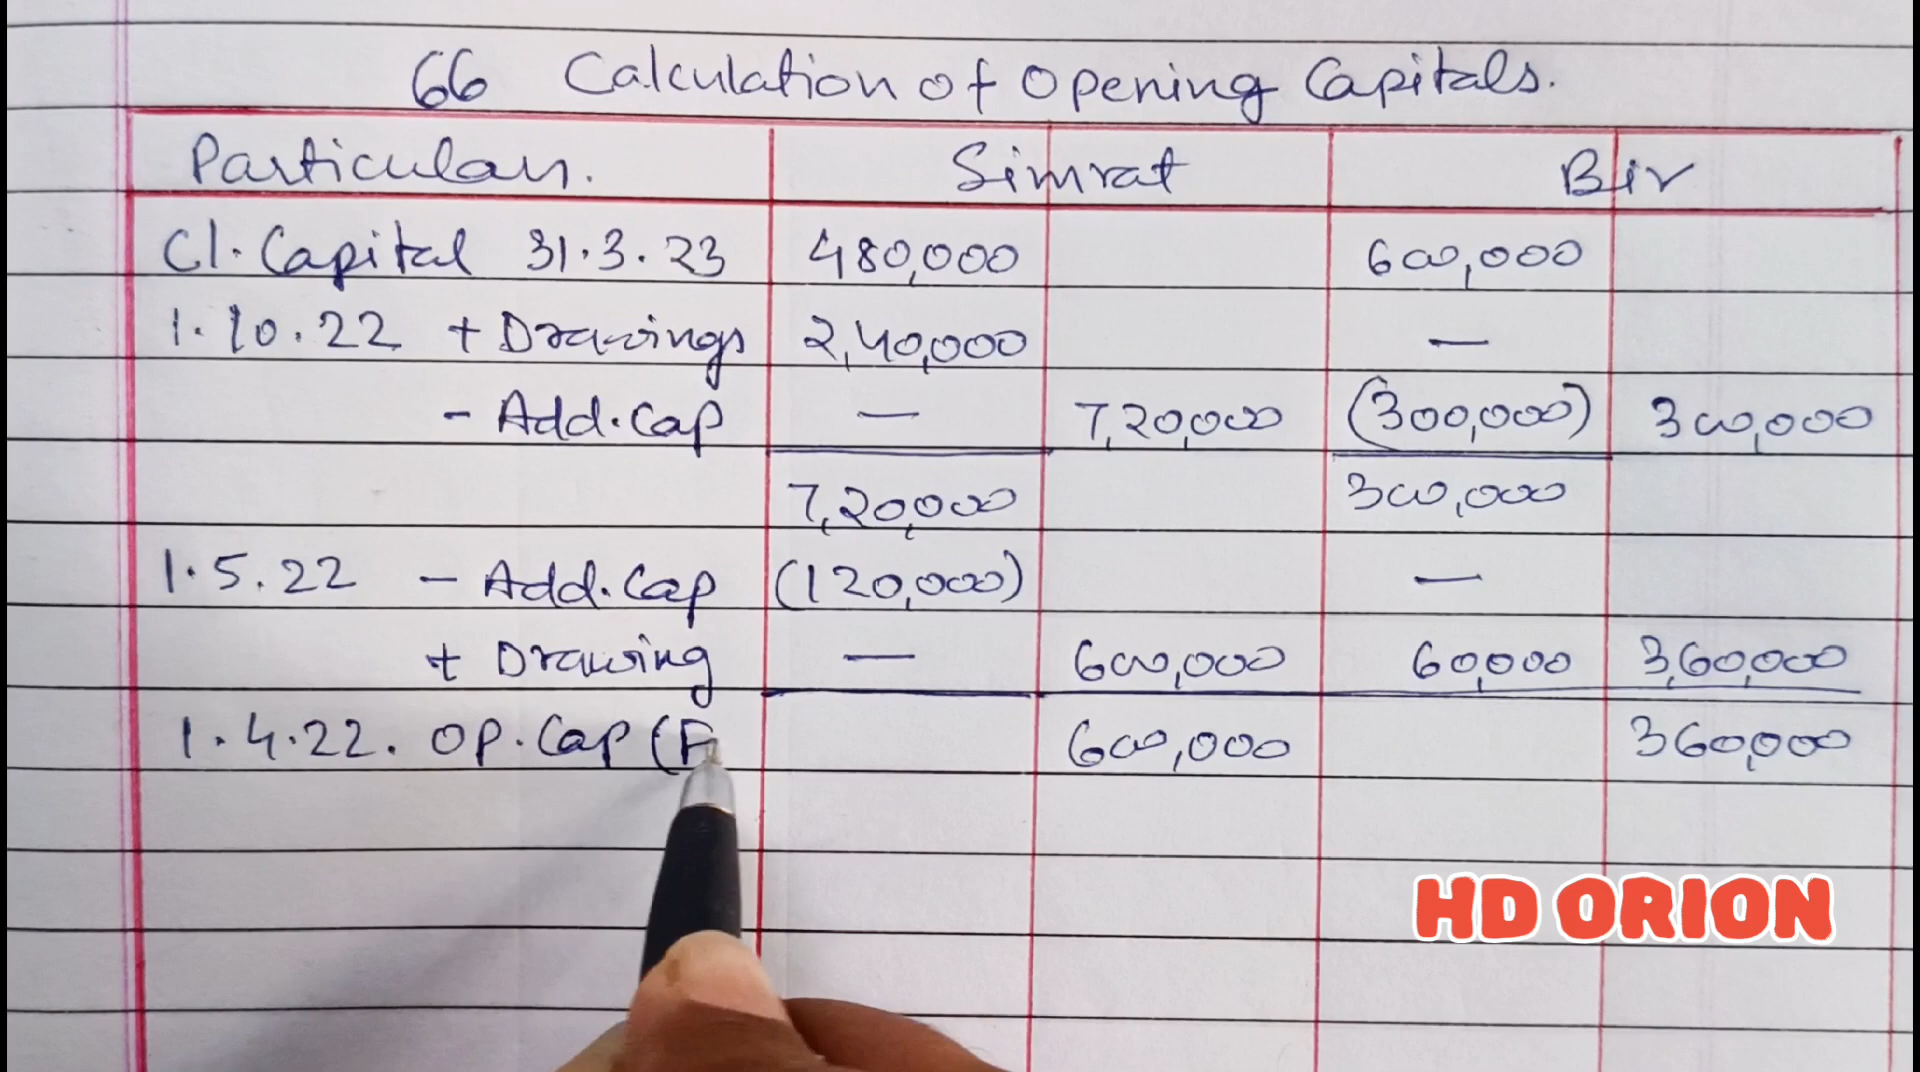 66 Calculation of Opening Capitals.
Particulars. Simrat Bir
Cl. Capital 31.3.23 480,000 600,000
1.10.22 + Drawings 2,40,000 —
- Add. Cap — 7,20,000 (300,000) 300,000
7,20,000 300,000
1.5.22 - Add. Cap (120,000) —
+ Drawing — 600,000 60,000 3,60,000
1.4.22. Op. Cap (F 600,000 360,000
HD ORION